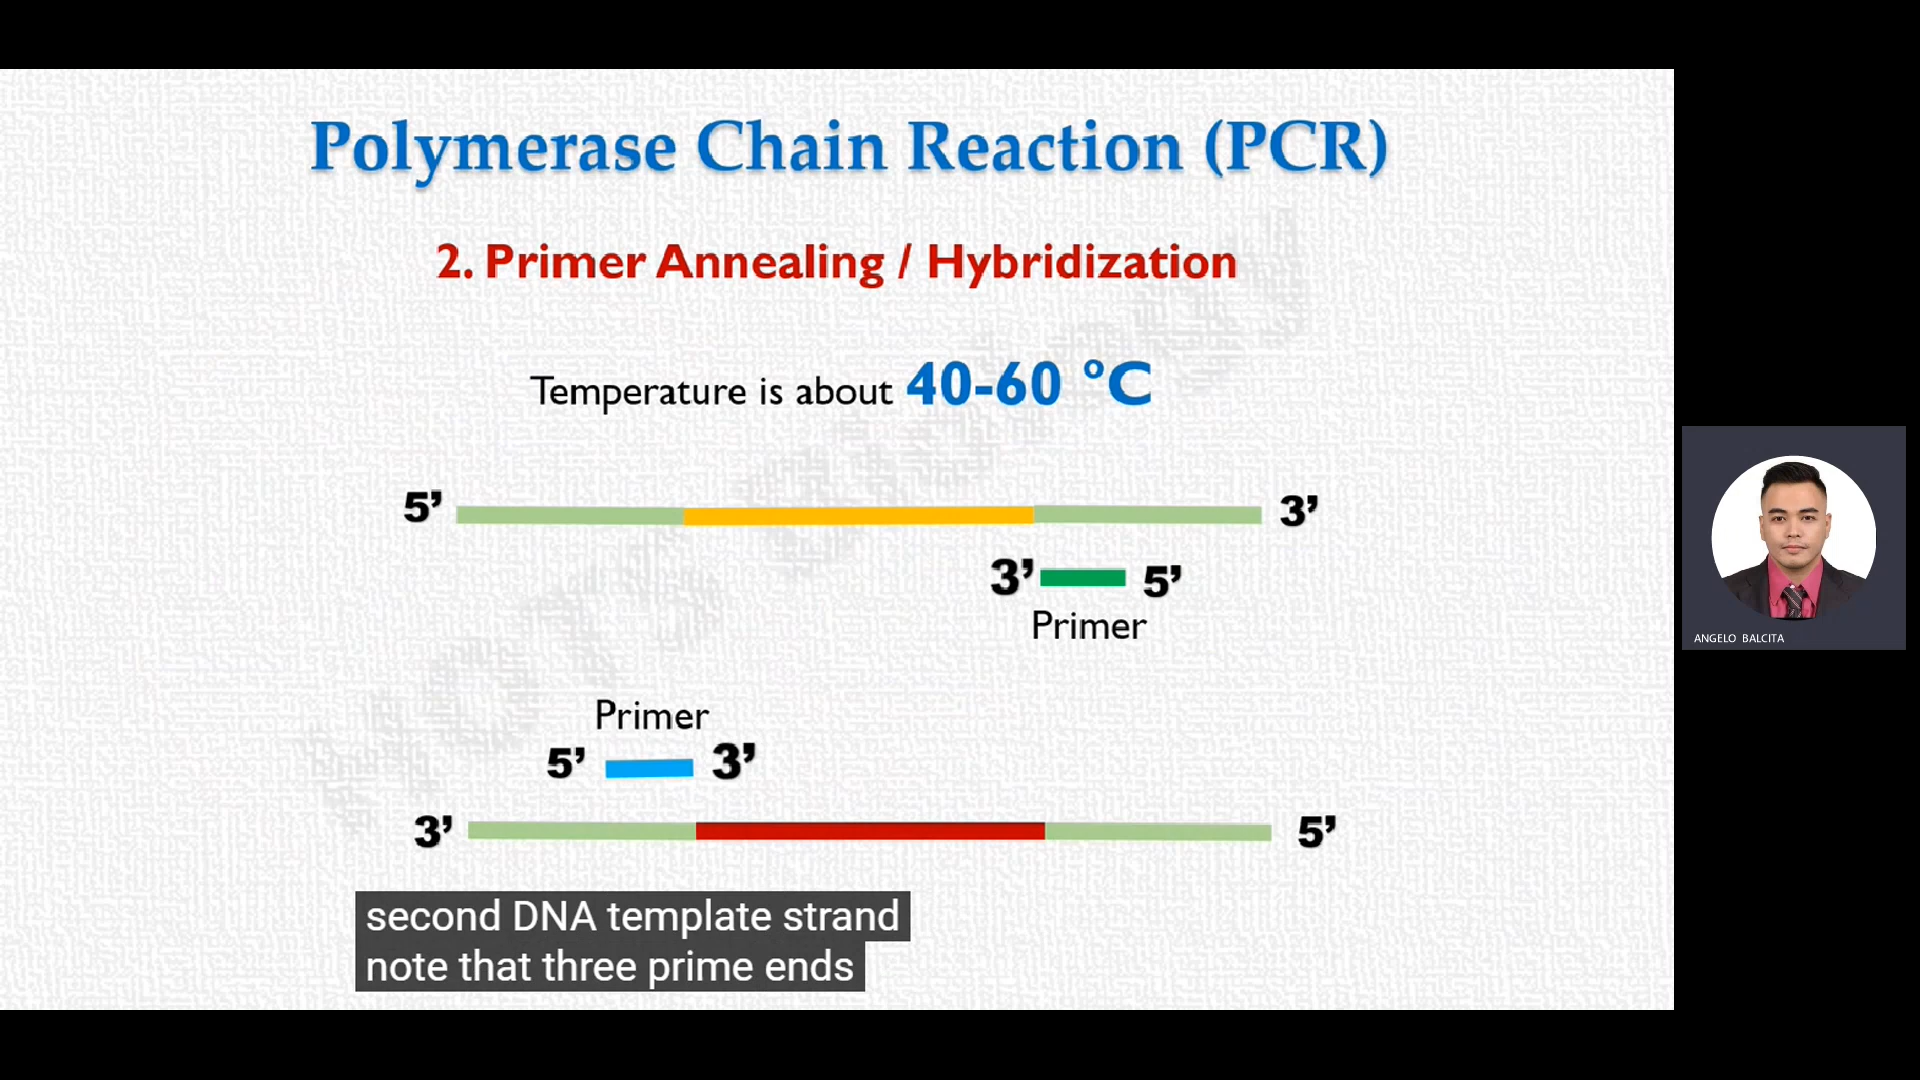 Polymerase Chain Reaction (PCR)
2. Primer Annealing / Hybridization
Temperature is about 40-60 °C
5’ 3’
3’ 5’
Primer
Primer
5’ 3’
3’ 5’
second DNA template strand
note that three prime ends
ANGELO BALCITA